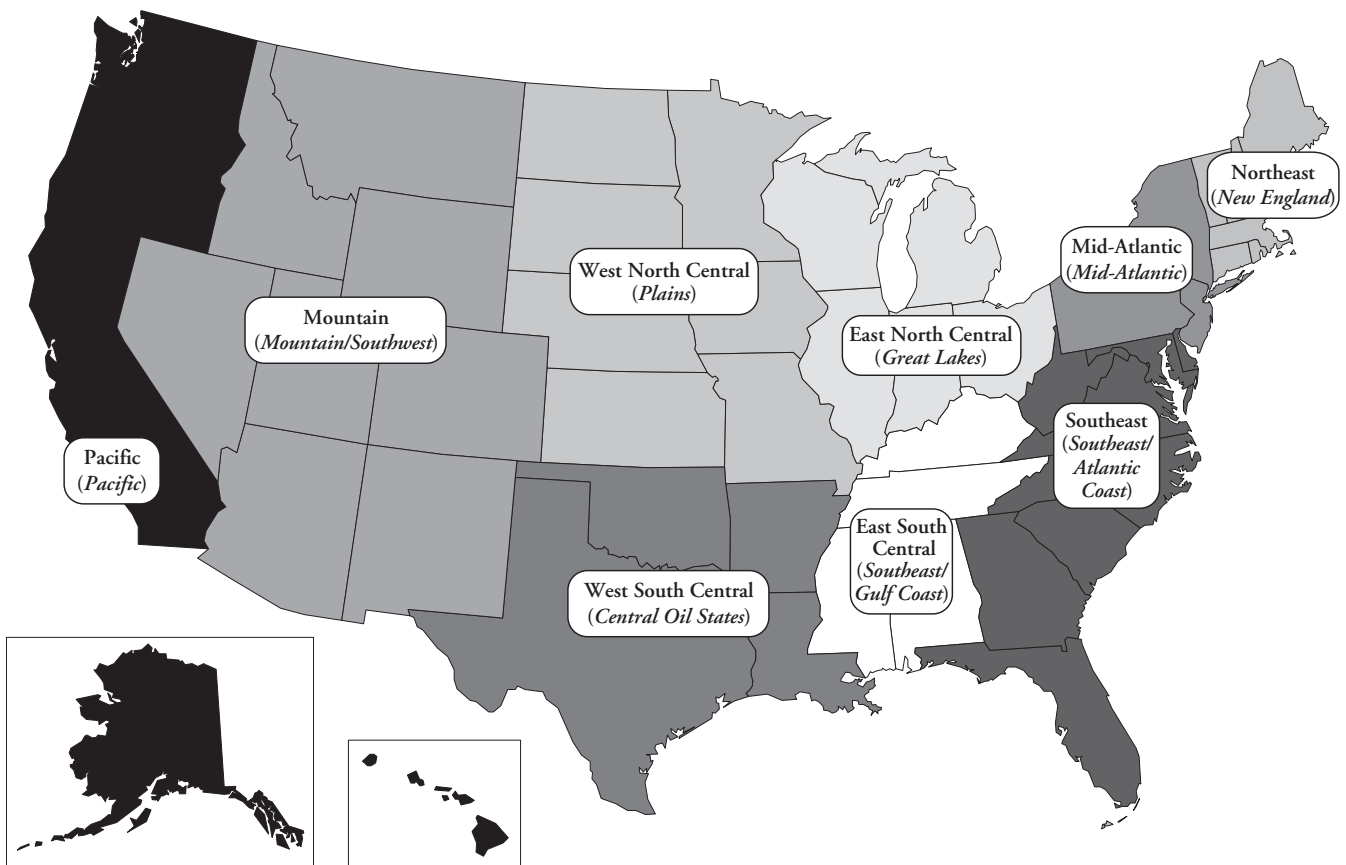 Northeast
(New England)
Mid-Atlantic
(Mid-Atlantic)
West North Central
(Plains)
Mountain
(Mountain/Southwest)
East North Central
(Great Lakes)
Pacific
(Pacific)
Southeast
(Southeast/
Atlantic
Coast)
East South
Central
(Southeast/
Gulf Coast)
West South Central
(Central Oil States)